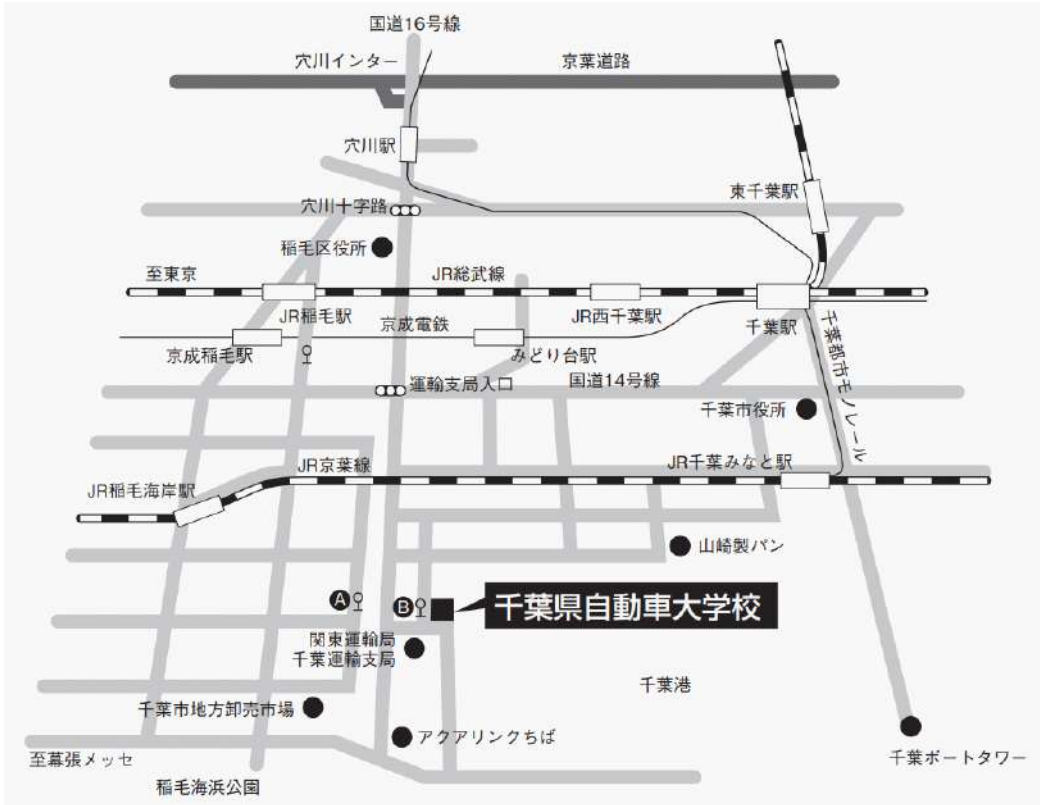 国道16号線
穴川インター
京葉道路
穴川駅
東千葉駅
穴川十字路
稲毛区役所
至東京
JR総武線
JR稲毛駅
JR西千葉駅
千葉駅
京成電鉄
京成稲毛駅
みどり台駅
千葉都市モノレール
運輸支局入口
国道14号線
千葉市役所
JR京葉線
JR千葉みなと駅
JR稲毛海岸駅
山崎製パン
A
B
千葉県自動車大学校
関東運輸局
千葉運輸支局
千葉港
千葉市地方卸売市場
アクアリンクちば
至幕張メッセ
千葉ポートタワー
稲毛海浜公園